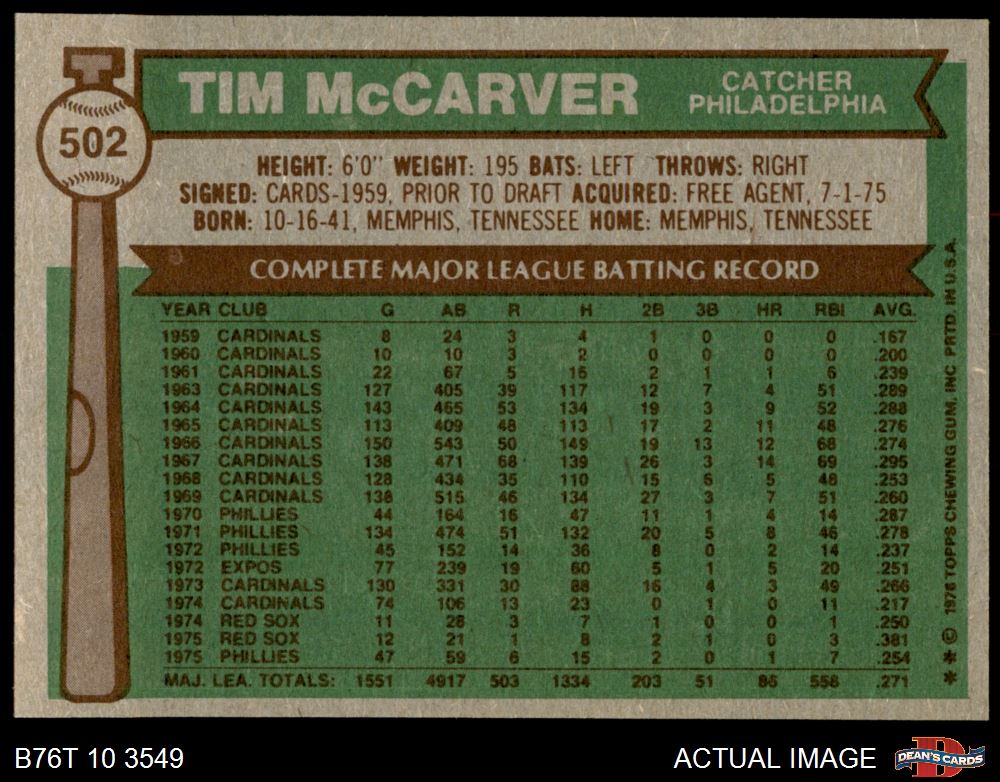 TIM McCARVER
CATCHER
PHILADELPHIA
502
HEIGHT: 6'0" WEIGHT: 195 BATS: LEFT THROWS: RIGHT
SIGNED: CARDS-1959, PRIOR TO DRAFT ACQUIRED: FREE AGENT, 7-1-75
BORN: 10-16-41, MEMPHIS, TENNESSEE HOME: MEMPHIS, TENNESSEE
COMPLETE MAJOR LEAGUE BATTING RECORD
YEAR CLUB G AB R H 2B 3B HR RBI AVG.
1959 CARDINALS 8 24 3 4 1 0 0 0 .167
1960 CARDINALS 10 10 3 2 0 0 0 0 .200
1961 CARDINALS 22 67 5 16 2 1 1 6 .239
1963 CARDINALS 127 405 39 117 12 7 4 51 .289
1964 CARDINALS 143 465 53 134 19 3 9 52 .288
1965 CARDINALS 113 409 48 113 17 2 11 48 .276
1966 CARDINALS 150 543 50 149 19 13 12 68 .274
1967 CARDINALS 138 471 68 139 26 3 14 69 .295
1968 CARDINALS 128 434 35 110 15 6 5 48 .253
1969 CARDINALS 138 515 46 134 27 3 7 51 .260
1970 PHILLIES 44 164 16 47 11 1 4 14 .287
1971 PHILLIES 134 474 51 132 20 5 8 46 .278
1972 PHILLIES 45 152 14 36 8 0 2 14 .237
1972 EXPOS 77 239 19 60 5 1 5 20 .251
1973 CARDINALS 130 331 30 88 16 4 3 49 .266
1974 CARDINALS 74 106 13 23 0 1 0 11 .217
1974 RED SOX 11 28 3 7 1 0 0 1 .250
1975 RED SOX 12 21 1 8 2 1 0 3 .381
1975 PHILLIES 47 59 6 15 2 0 1 7 .254
MAJ. LEA. TOTALS: 1551 4917 503 1334 203 51 86 558 .271
* * © 1976 TOPPS CHEWING GUM, INC PRTD. IN U.S.A.
B76T 10 3549
ACTUAL IMAGE
D
DEAN'S CARDS